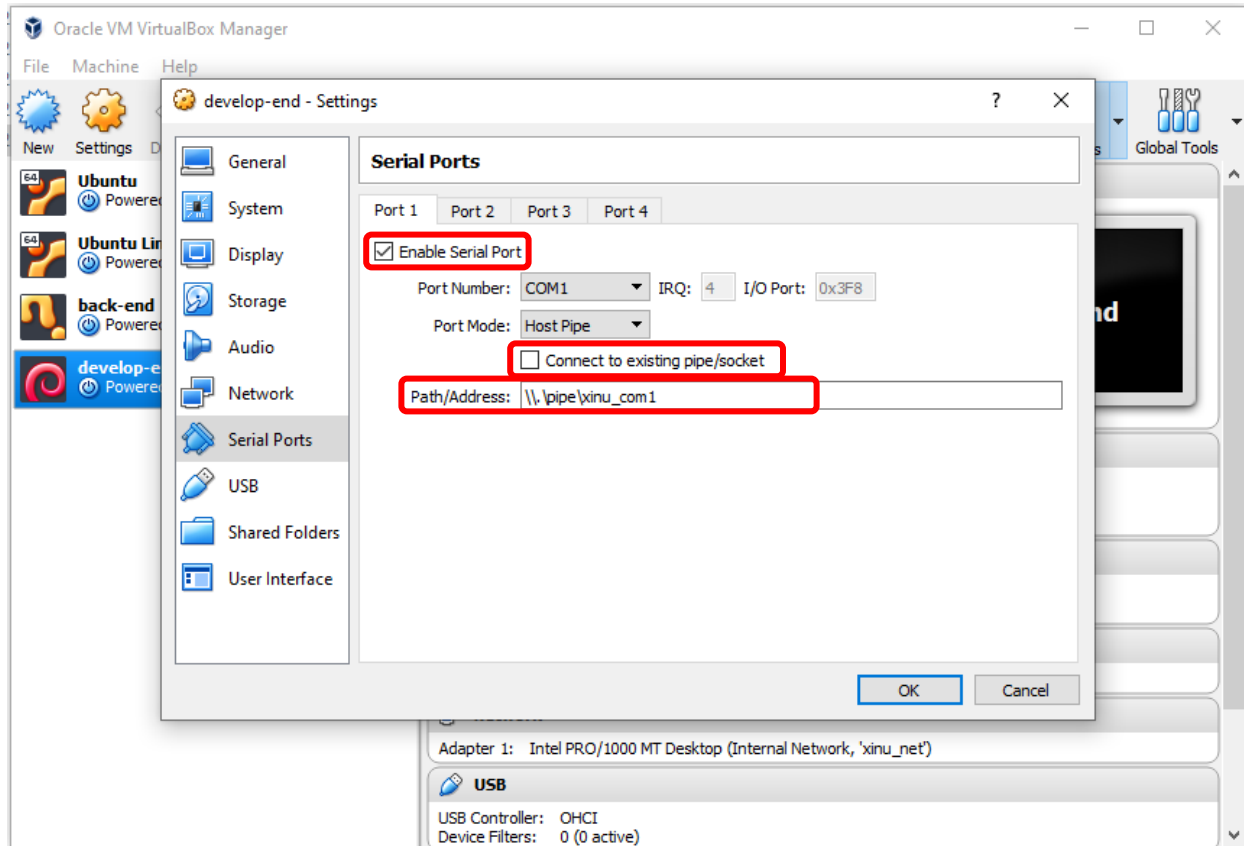 Oracle VM VirtualBox Manager
File Machine Help
New Settings D
Global Tools
64
Ubuntu
Powered
64
Ubuntu Lin
Powered
back-end
Powered
develop-e
Powered
develop-end - Settings
?
General
System
Display
Storage
Audio
Network
Serial Ports
USB
Shared Folders
User Interface
Serial Ports
Port 1 Port 2 Port 3 Port 4
Enable Serial Port
Port Number: COM1 IRQ: 4 I/O Port: 0x3F8
Port Mode: Host Pipe
Connect to existing pipe/socket
Path/Address: \\.\pipe\xinu_com1
OK Cancel
nd
Adapter 1: Intel PRO/1000 MT Desktop (Internal Network, 'xinu_net')
USB
USB Controller: OHCI
Device Filters: 0 (0 active)